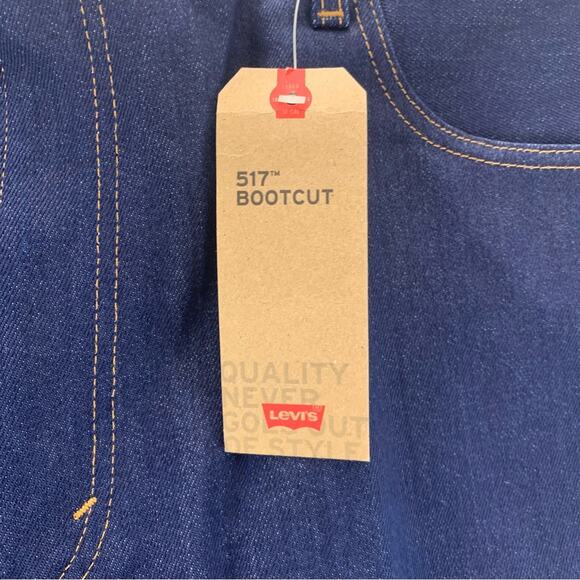 517™
BOOTCUT
QUALITY
NEVER
GOES OUT
OF STYLE
Levi's